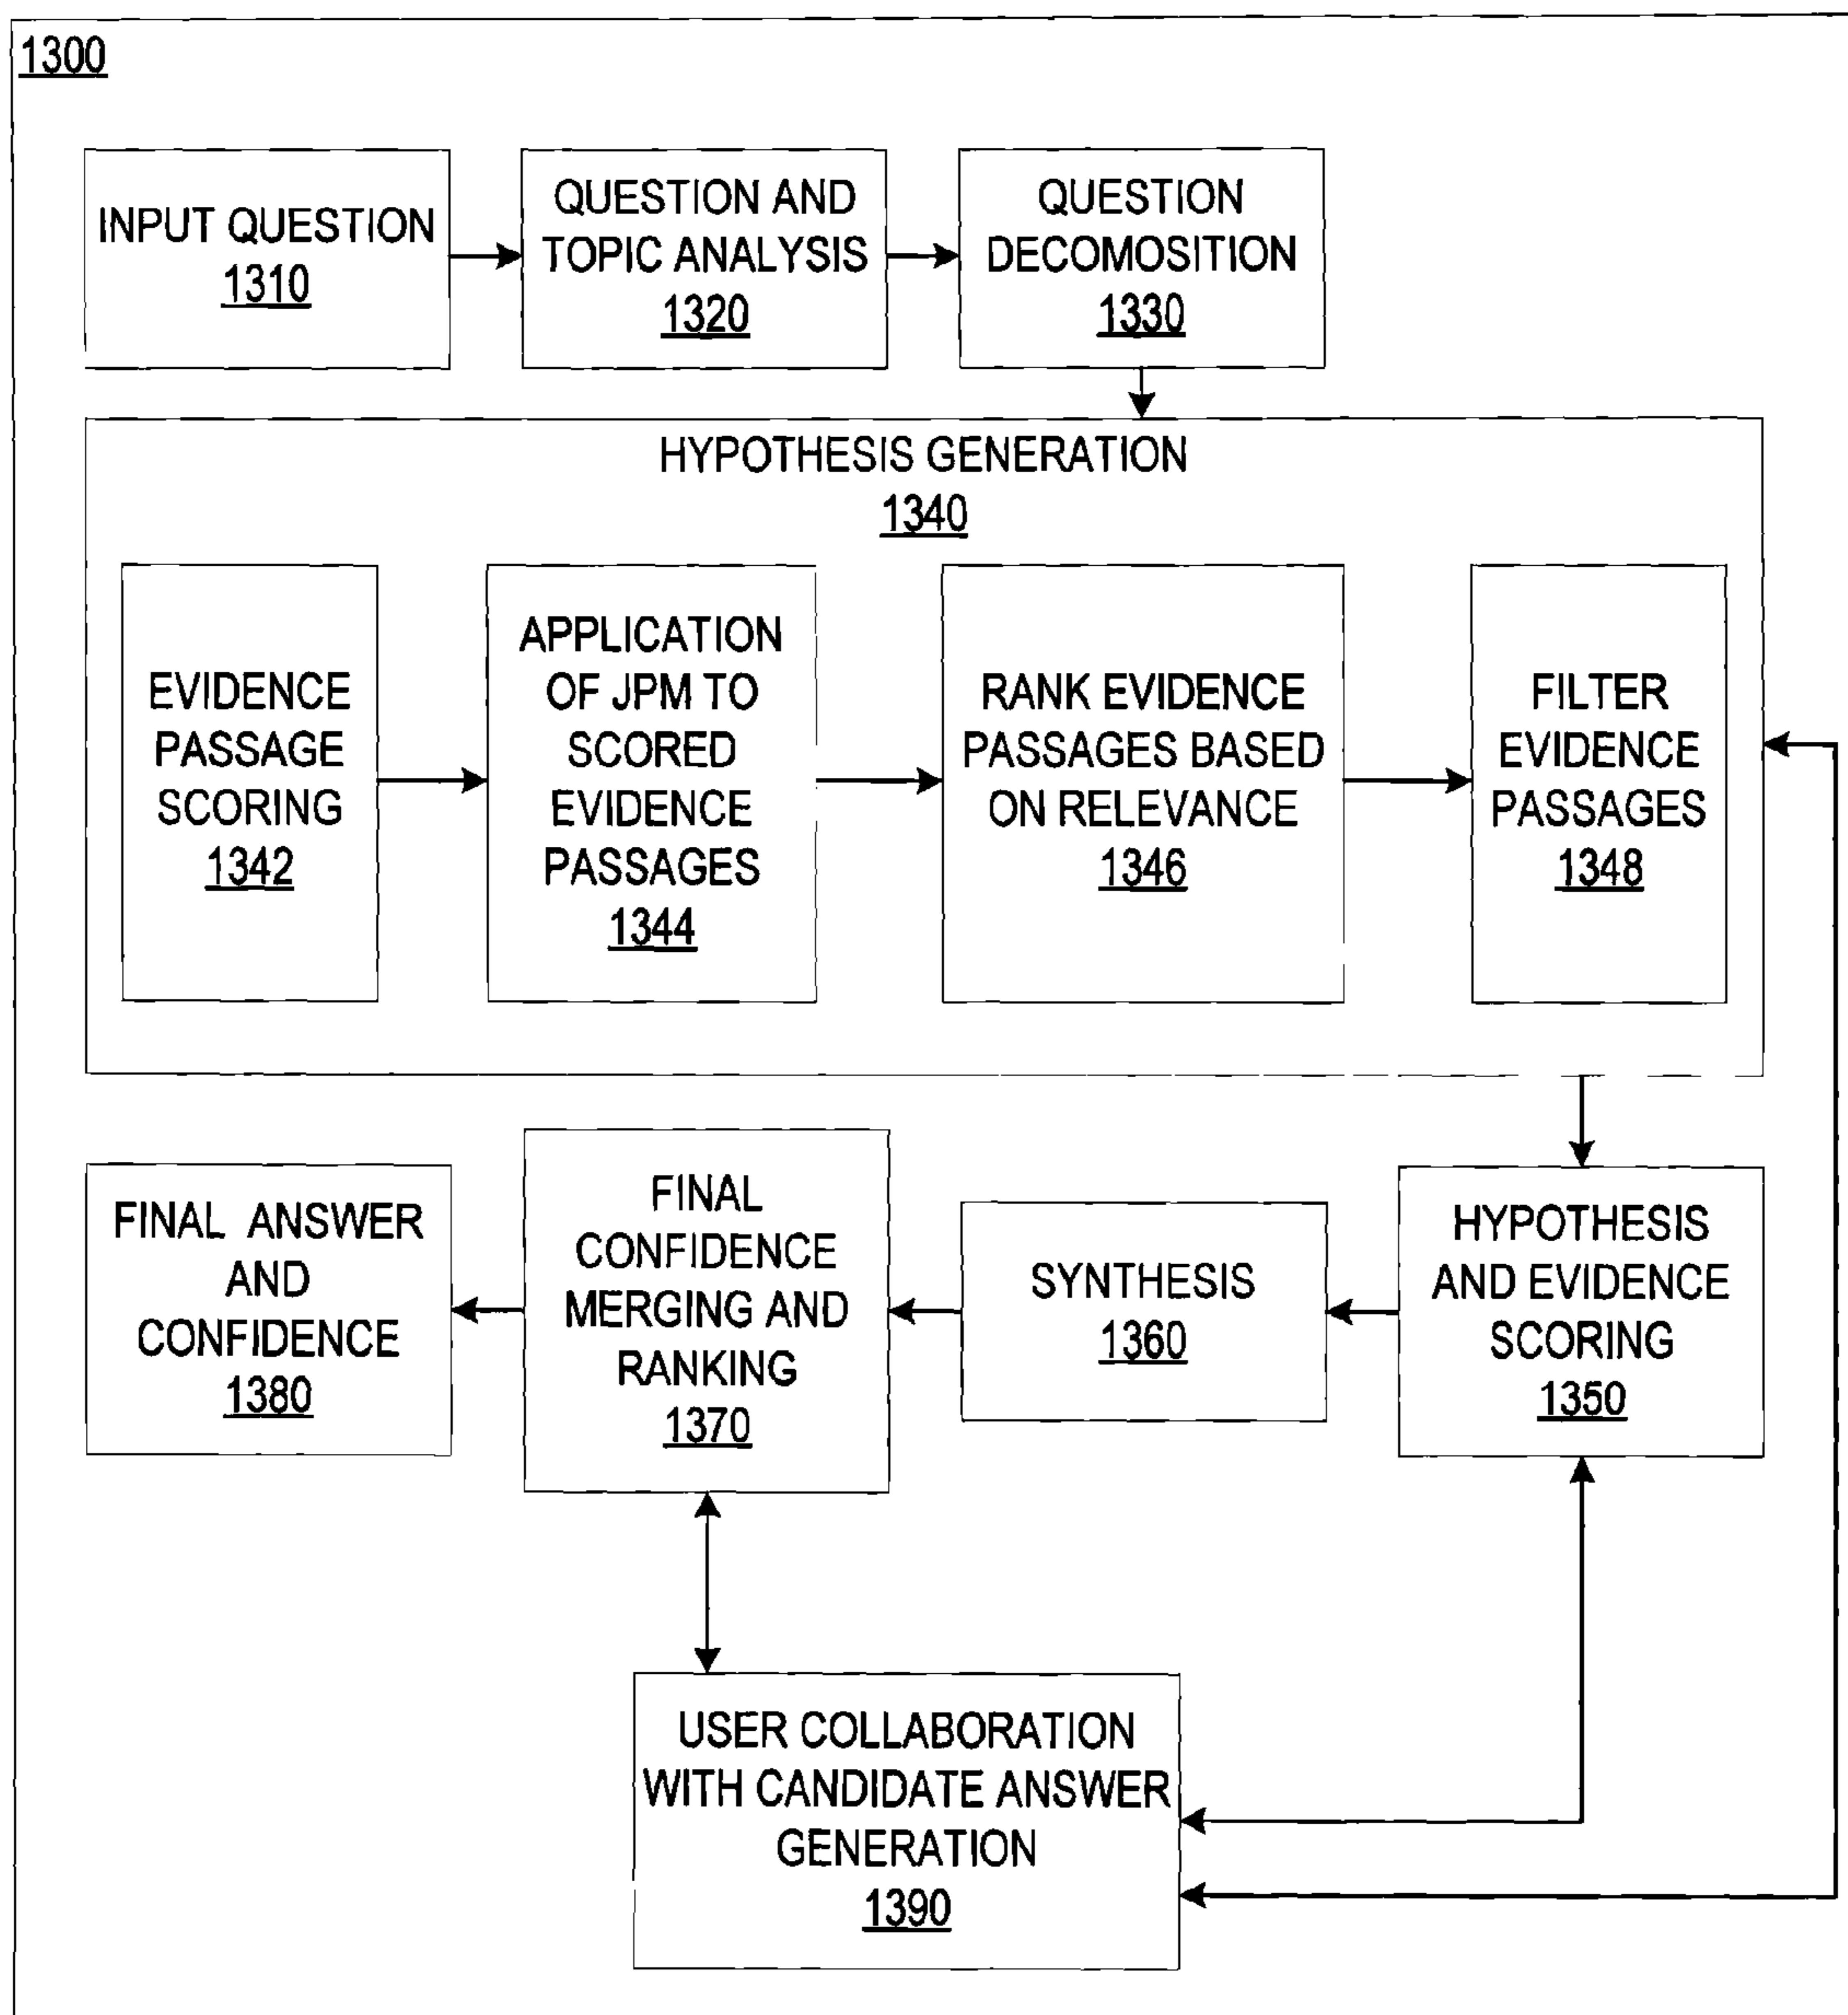 1300
INPUT QUESTION
1310
QUESTION AND
TOPIC ANALYSIS
1320
QUESTION
DECOMOSITION
1330
HYPOTHESIS GENERATION
1340
EVIDENCE
PASSAGE
SCORING
1342
APPLICATION
OF JPM TO
SCORED
EVIDENCE
PASSAGES
1344
RANK EVIDENCE
PASSAGES BASED
ON RELEVANCE
1346
FILTER
EVIDENCE
PASSAGES
1348
FINAL ANSWER
AND
CONFIDENCE
1380
FINAL
CONFIDENCE
MERGING AND
RANKING
1370
SYNTHESIS
1360
HYPOTHESIS
AND EVIDENCE
SCORING
1350
USER COLLABORATION
WITH CANDIDATE ANSWER
GENERATION
1390